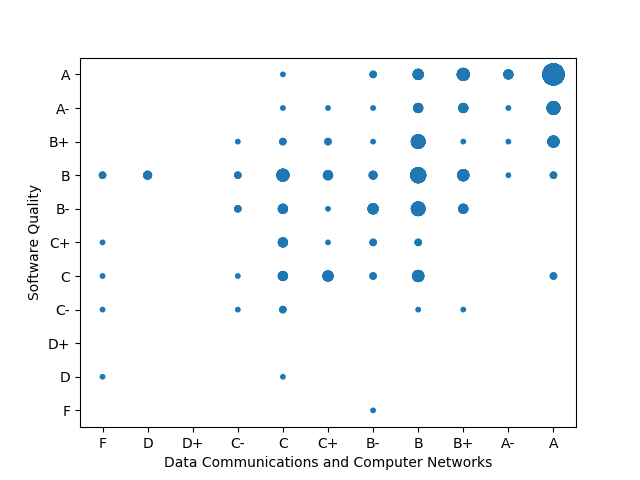 Software Quality
A
A-
B+
B
B-
C+
C
C-
D+
D
F
F D D+ C- C C+ B- B B+ A- A
Data Communications and Computer Networks